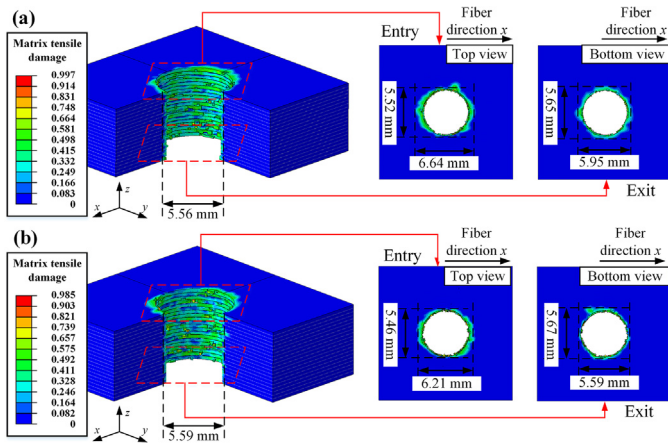 (a)
Matrix tensile
damage
0.997
0.914
0.831
0.748
0.664
0.581
0.498
0.415
0.332
0.249
0.166
0.083
0
z
x
y
5.56 mm
Entry
Fiber
direction x
Top view
5.52 mm
6.64 mm
Fiber
direction x
Bottom view
5.65 mm
5.95 mm
Exit
(b)
Matrix tensile
damage
0.985
0.903
0.821
0.739
0.657
0.575
0.492
0.411
0.328
0.246
0.164
0.082
0
z
x
y
5.59 mm
Entry
Fiber
direction x
Top view
5.46 mm
6.21 mm
Fiber
direction x
Bottom view
5.67 mm
5.59 mm
Exit